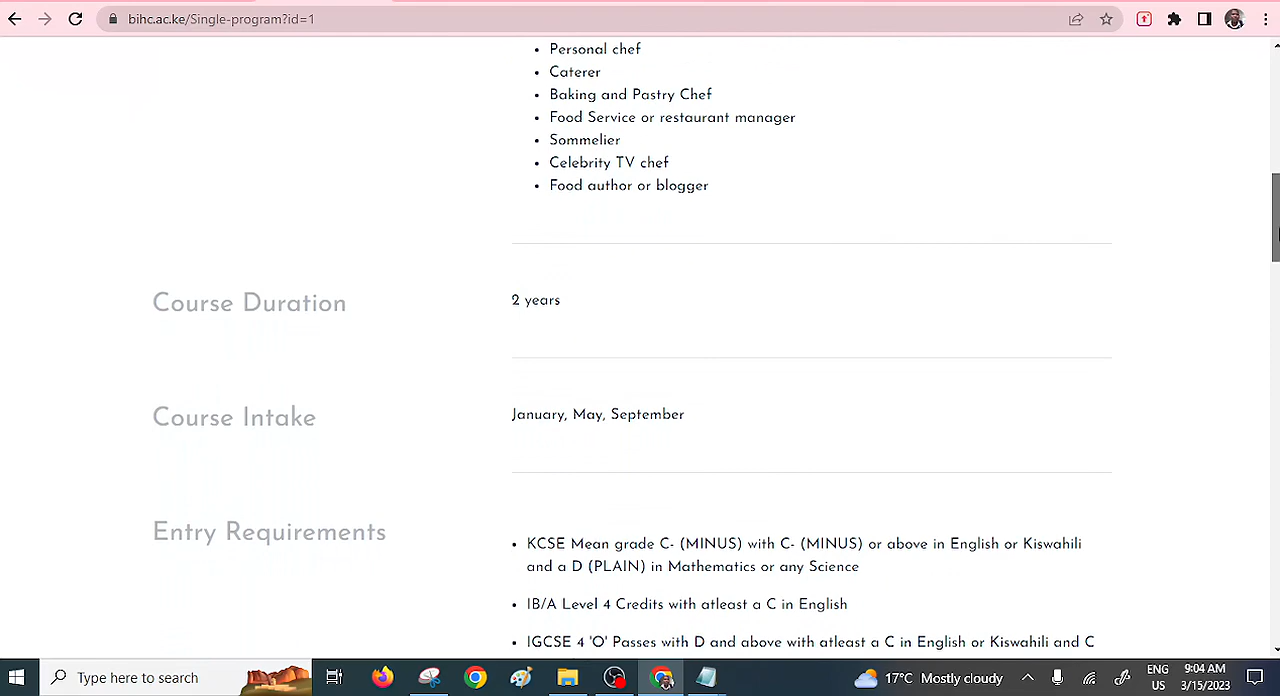 bihc.ac.ke/Single-program?id=1
Personal chef
Caterer
Baking and Pastry Chef
Food Service or restaurant manager
Sommelier
Celebrity TV chef
Food author or blogger
Course Duration
2 years
Course Intake
January, May, September
Entry Requirements
KCSE Mean grade C- (MINUS) with C- (MINUS) or above in English or Kiswahili
and a D (PLAIN) in Mathematics or any Science
IB/A Level 4 Credits with atleast a C in English
IGCSE 4 'O' Passes with D and above with atleast a C in English or Kiswahili and C
Type here to search
17°C Mostly cloudy
ENG
US
9:04 AM
3/15/2023